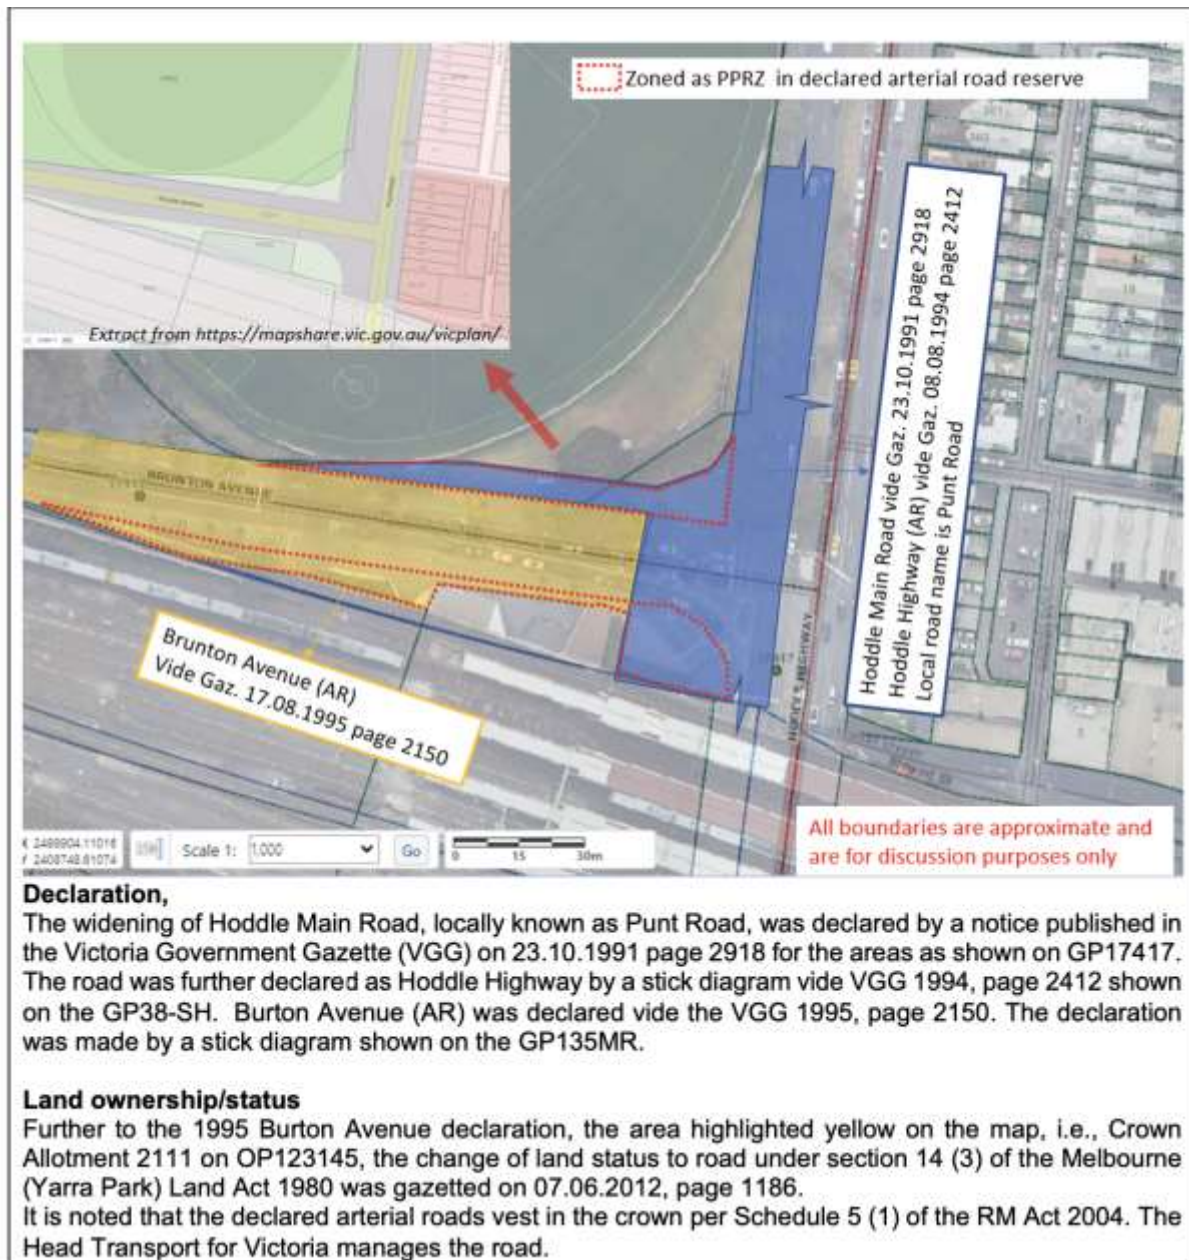 Zoned as PPRZ in declared arterial road reserve
Extract from https://mapshare.vic.gov.au/vicplan/
Hoddle Main Road vide Gaz. 23.10.1991 page 2918
Hoddle Highway (AR) vide Gaz. 08.08.1994 page 2412
Local road name is Punt Road
BRUNTON AVENUE
HIGHWAY
Brunton Avenue (AR)
Vide Gaz. 17.08.1995 page 2150
All boundaries are approximate and
are for discussion purposes only
Scale 1:
1,000
Go
0 15 30m
Declaration,
The widening of Hoddle Main Road, locally known as Punt Road, was declared by a notice published in
the Victoria Government Gazette (VGG) on 23.10.1991 page 2918 for the areas as shown on GP17417.
The road was further declared as Hoddle Highway by a stick diagram vide VGG 1994, page 2412 shown
on the GP38-SH. Burton Avenue (AR) was declared vide the VGG 1995, page 2150. The declaration
was made by a stick diagram shown on the GP135MR.
Land ownership/status
Further to the 1995 Burton Avenue declaration, the area highlighted yellow on the map, i.e., Crown
Allotment 2111 on OP123145, the change of land status to road under section 14 (3) of the Melbourne
(Yarra Park) Land Act 1980 was gazetted on 07.06.2012, page 1186.
It is noted that the declared arterial roads vest in the crown per Schedule 5 (1) of the RM Act 2004. The
Head Transport for Victoria manages the road.